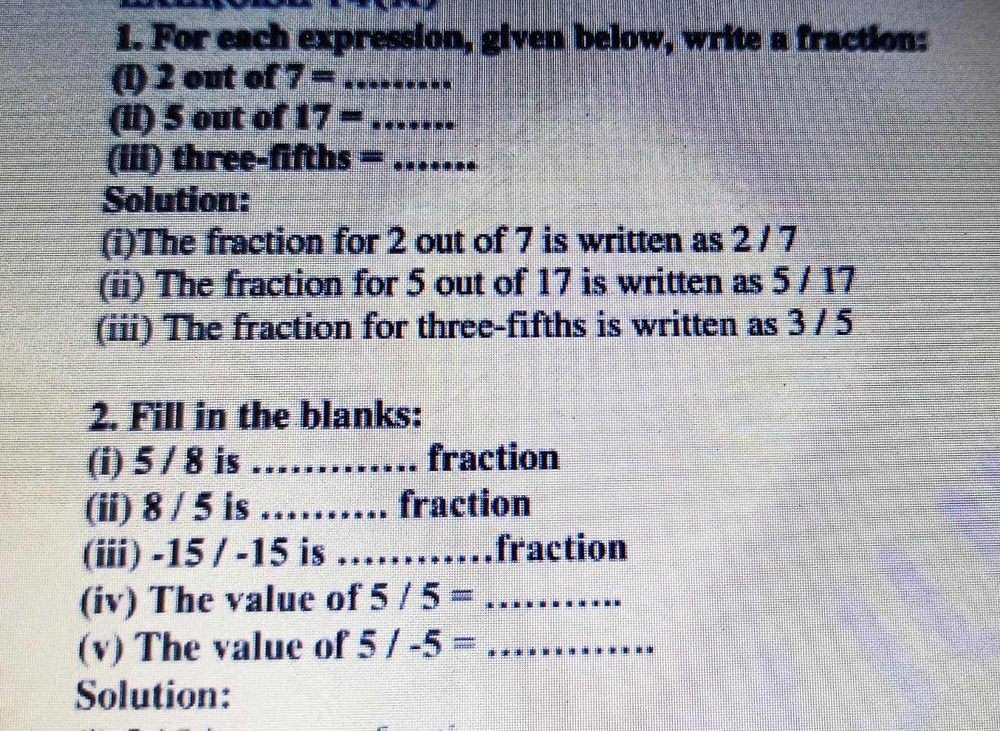 1. For each expression, given below, write a fraction:
(i) 2 out of 7 = ..........
(ii) 5 out of 17 = ........
(iii) three-fifths = .......
Solution:
(i)The fraction for 2 out of 7 is written as 2 / 7
(ii) The fraction for 5 out of 17 is written as 5 / 17
(iii) The fraction for three-fifths is written as 3 / 5
2. Fill in the blanks:
(i) 5 / 8 is ............. fraction
(ii) 8 / 5 is .......... fraction
(iii) -15 / -15 is ............fraction
(iv) The value of 5 / 5 = ...........
(v) The value of 5 / -5 = .............
Solution: